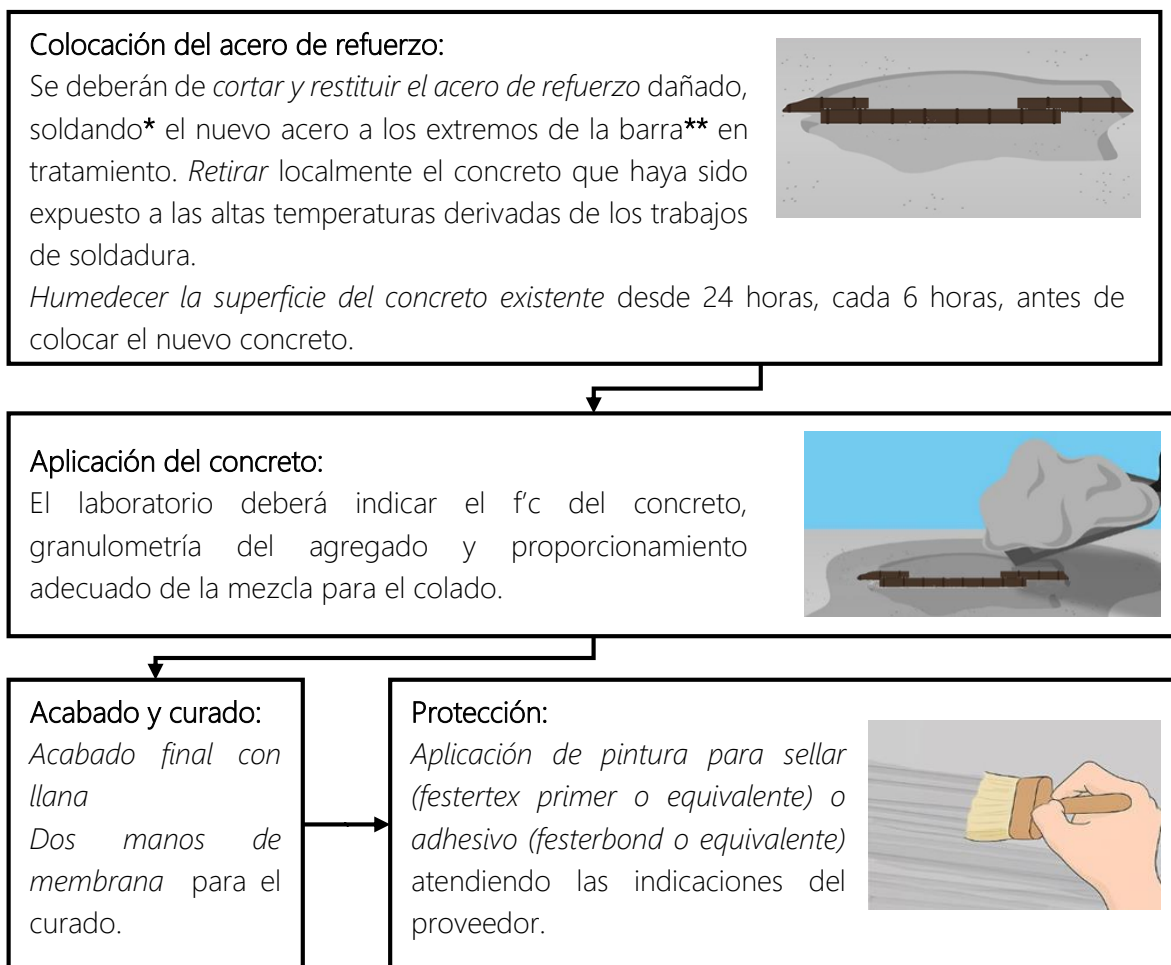 Colocación del acero de refuerzo:
Se deberán de cortar y restituir el acero de refuerzo dañado,
soldando* el nuevo acero a los extremos de la barra** en
tratamiento. Retirar localmente el concreto que haya sido
expuesto a las altas temperaturas derivadas de los trabajos
de soldadura.
Humedecer la superficie del concreto existente desde 24 horas, cada 6 horas, antes de
colocar el nuevo concreto.
Aplicación del concreto:
El laboratorio deberá indicar el f'c del concreto,
granulometría del agregado y proporcionamiento
adecuado de la mezcla para el colado.
Acabado y curado:
Acabado final con
llana
Dos manos de
membrana para el
curado.
Protección:
Aplicación de pintura para sellar
(festertex primer o equivalente) o
adhesivo (festerbond o equivalente)
atendiendo las indicaciones del
proveedor.